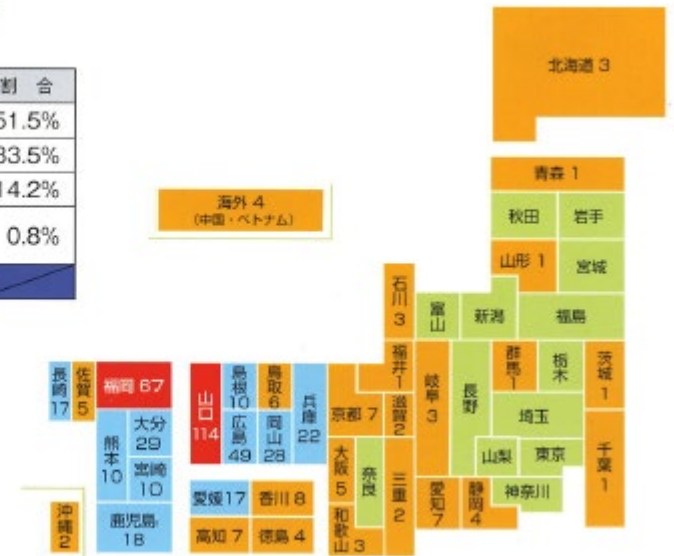 割 合
51.5%
33.5%
14.2%
0.8%
北海道 3
青森 1
秋田
岩手
山形 1
宮城
海外 4
(中国・ベトナム)
石川 3
富山
新潟
福島
福井 1
岐阜 3
長野
群馬 1
栃木
茨城 1
埼玉
千葉 1
山梨
東京
神奈川
静岡 4
愛知 7
三重 2
滋賀 2
京都 7
奈良
大阪 5
和歌山 3
兵庫 22
鳥取 6
岡山 28
島根 10
広島 49
山口 114
愛媛 17
香川 8
高知 7
徳島 4
福岡 67
佐賀 5
長崎 17
大分 29
熊本 10
宮崎 10
鹿児島 18
沖縄 2